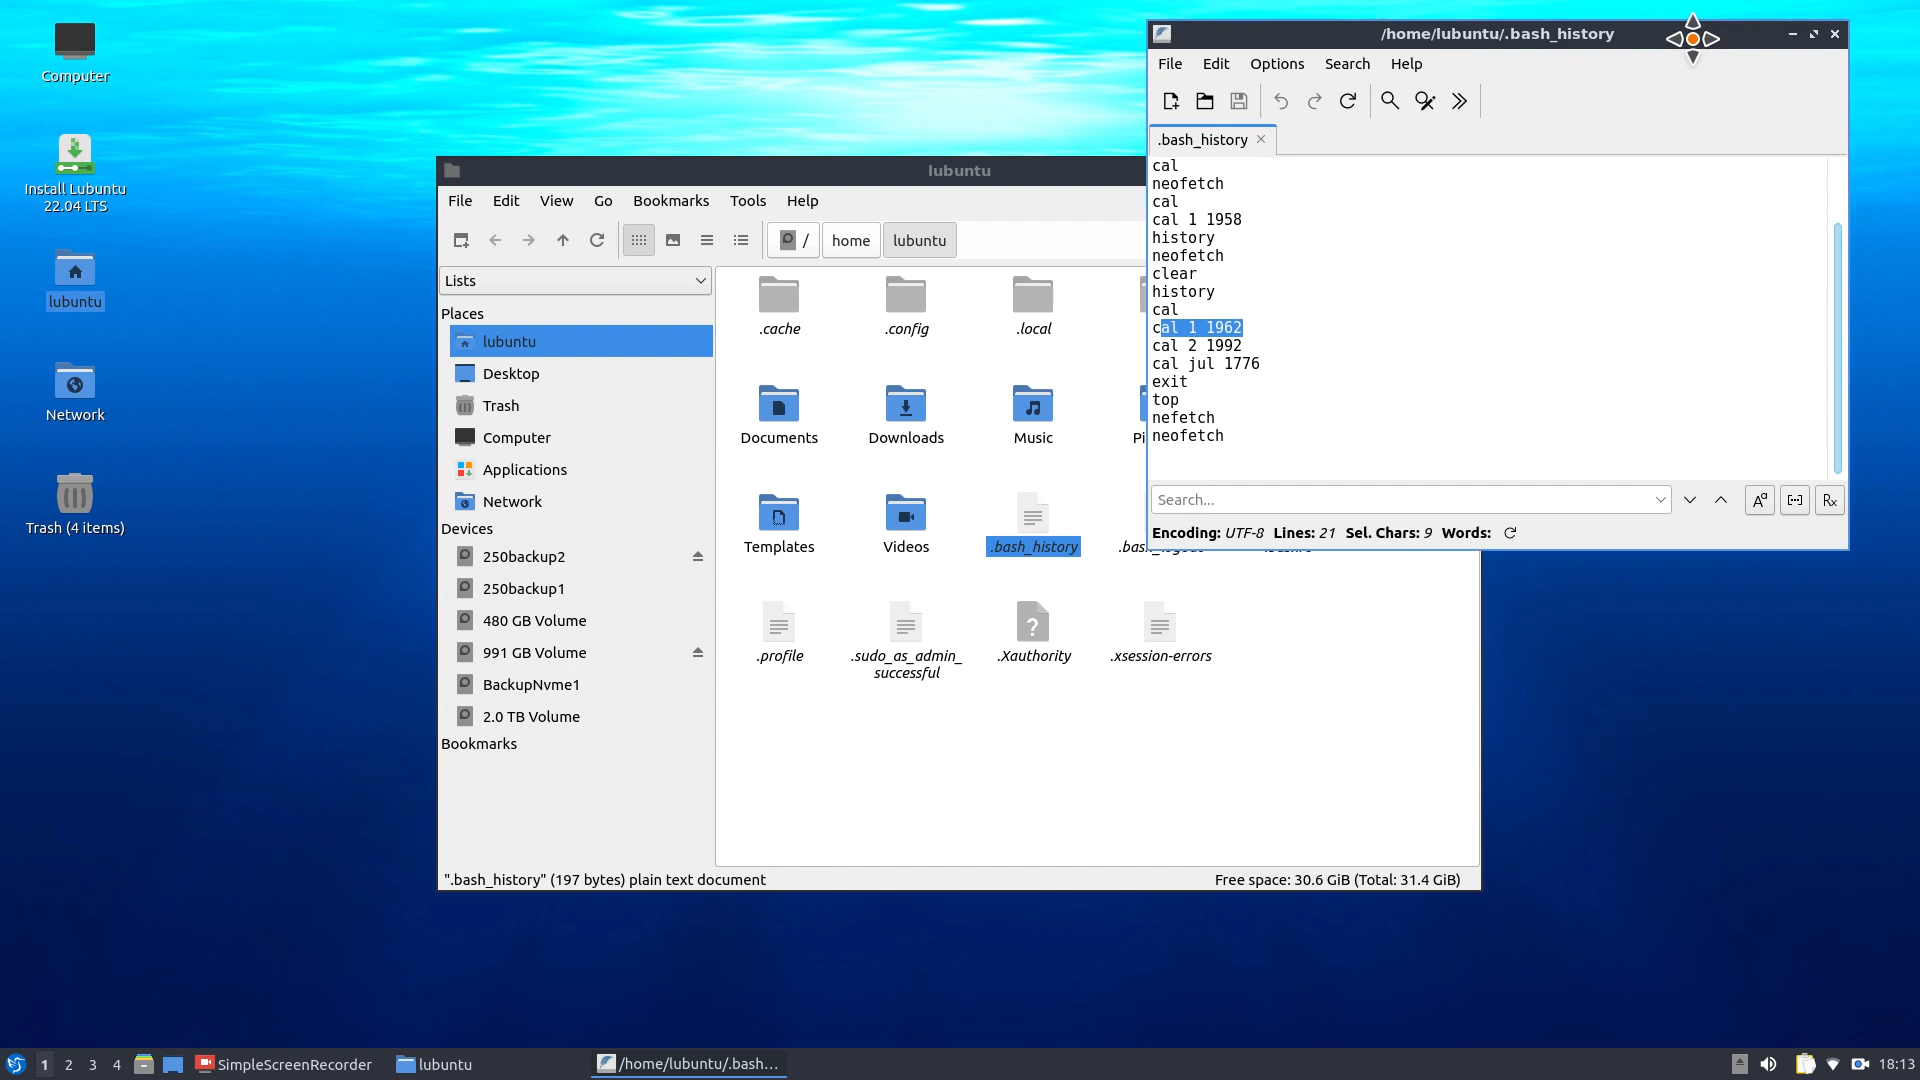 Computer
Install Lubuntu
22.04 LTS
lubuntu
Network
Trash (4 items)
lubuntu
File Edit View Go Bookmarks Tools Help
/ home lubuntu
Lists
Places
lubuntu
Desktop
Trash
Computer
Applications
Network
Devices
250backup2
250backup1
480 GB Volume
991 GB Volume
BackupNvme1
2.0 TB Volume
Bookmarks
.cache .config .local
Documents Downloads Music
Templates Videos .bash_history
.profile .sudo_as_admin_
successful .Xauthority .xsession-errors
".bash_history" (197 bytes) plain text document Free space: 30.6 GiB (Total: 31.4 GiB)
/home/lubuntu/.bash_history
File Edit Options Search Help
.bash_history
cal
neofetch
cal
cal 1 1958
history
neofetch
clear
history
cal
cal 1 1962
cal 2 1992
cal jul 1776
exit
top
nefetch
neofetch
Search...
Encoding: UTF-8 Lines: 21 Sel. Chars: 9 Words:
1 2 3 4 SimpleScreenRecorder lubuntu /home/lubuntu/.bash... 18:13